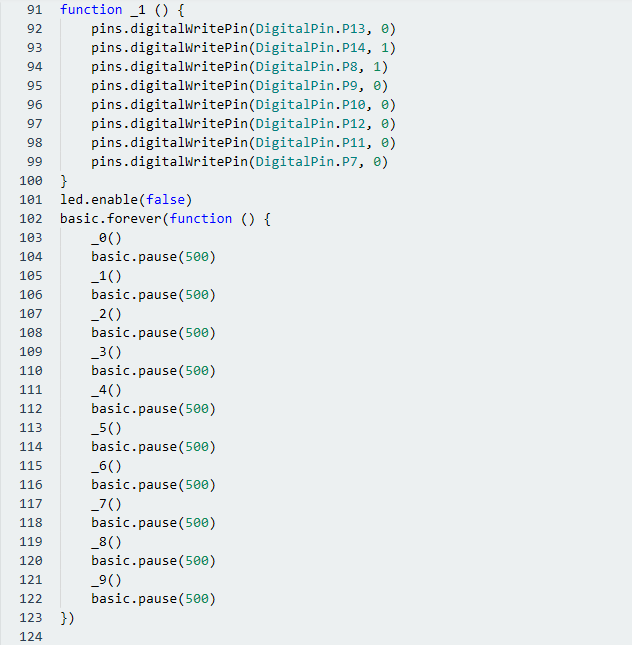 91 function _1 () {
92     pins.digitalWritePin(DigitalPin.P13, 0)
93     pins.digitalWritePin(DigitalPin.P14, 1)
94     pins.digitalWritePin(DigitalPin.P8, 1)
95     pins.digitalWritePin(DigitalPin.P9, 0)
96     pins.digitalWritePin(DigitalPin.P10, 0)
97     pins.digitalWritePin(DigitalPin.P12, 0)
98     pins.digitalWritePin(DigitalPin.P11, 0)
99     pins.digitalWritePin(DigitalPin.P7, 0)
100 }
101 led.enable(false)
102 basic.forever(function () {
103     _0()
104     basic.pause(500)
105     _1()
106     basic.pause(500)
107     _2()
108     basic.pause(500)
109     _3()
110     basic.pause(500)
111     _4()
112     basic.pause(500)
113     _5()
114     basic.pause(500)
115     _6()
116     basic.pause(500)
117     _7()
118     basic.pause(500)
119     _8()
120     basic.pause(500)
121     _9()
122     basic.pause(500)
123 })
124